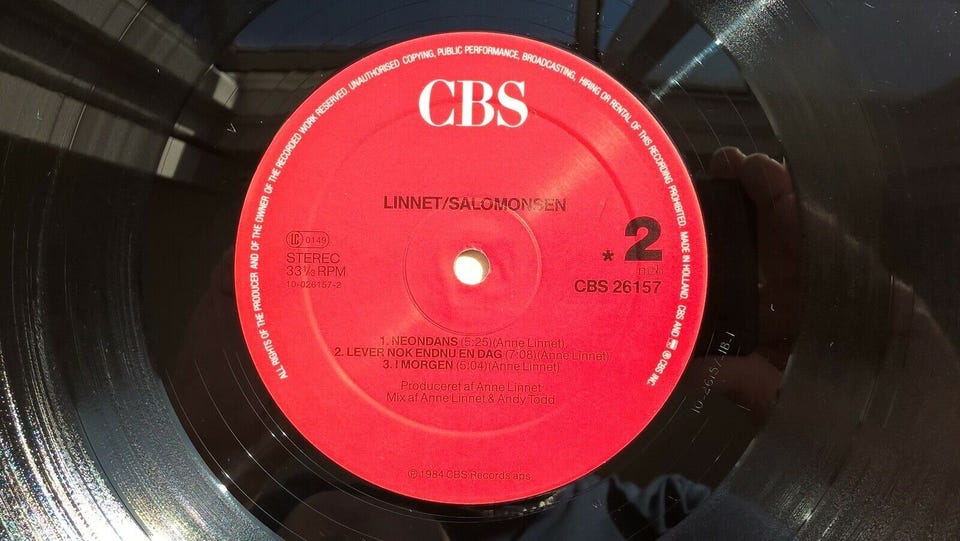 ALL RIGHTS OF THE PRODUCER AND OF THE OWNER OF THE RECORDED WORK RESERVED. UNAUTHORISED COPYING, PUBLIC PERFORMANCE, BROADCASTING, HIRING OR RENTAL OF THIS RECORDING PROHIBITED. MADE IN HOLLAND. CBS AND ℗ CBS INC.
CBS
LINNET/SALOMONSEN
LC 0149
STEREO
33⅓ RPM
10-026157-2
* 2
ncb
CBS 26157
1. NEONDANS (5:25)(Anne Linnet)
2. LEVER NOK ENDNU EN DAG (7:08)(Anne Linnet)
3. I MORGEN (5:04)(Anne Linnet)
Produceret af Anne Linnet
Mix af Anne Linnet & Andy Todd
℗ 1984 CBS Records aps